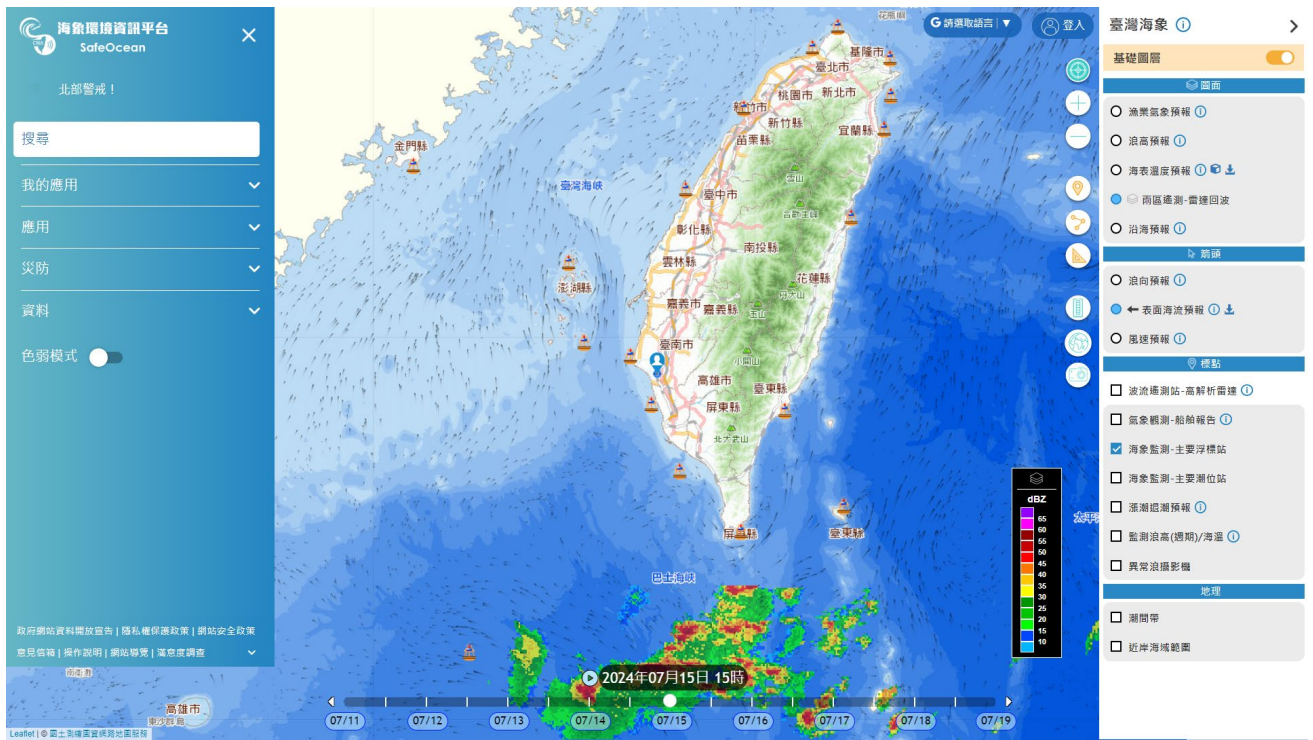 海象環境資訊平台
SafeOcean
北部警戒！
搜尋
我的應用
應用
災防
資料
色弱模式
政府網站資料開放宣告 | 隱私權保護政策 | 網站安全政策
意見信箱 | 操作說明 | 網站導覽 | 滿意度調查
G 請選取語言 | ▼
登入
基隆市
臺北市
桃園市
新北市
新竹市
新竹縣
宜蘭縣
苗栗縣
金門縣
臺灣海峽
雪山
臺中市
彰化縣
南投縣
雲林縣
花蓮縣
澎湖縣
嘉義市
嘉義縣
玉山
臺南市
小關山
高雄市
臺東縣
屏東縣
北大武山
屏東縣
臺東縣
巴士海峽
高雄市
dBZ
65
60
55
50
45
40
35
30
25
20
15
10
2024年07月15日 15時
07/11
07/12
07/13
07/14
07/15
07/16
07/17
07/18
07/19
Leaflet | © 國土測繪圖資網路地圖服務
臺灣海象
基礎圖層
圖面
漁業氣象預報
浪高預報
海表溫度預報
雨區遙測-雷達回波
沿海預報
箭頭
浪向預報
表面海流預報
風速預報
標點
波流遙測站-高解析雷達
氣象觀測-船舶報告
海象監測-主要浮標站
海象監測-主要潮位站
漲潮退潮預報
監測浪高(週期)/海溫
異常浪攝影機
地理
潮間帶
近岸海域範圍